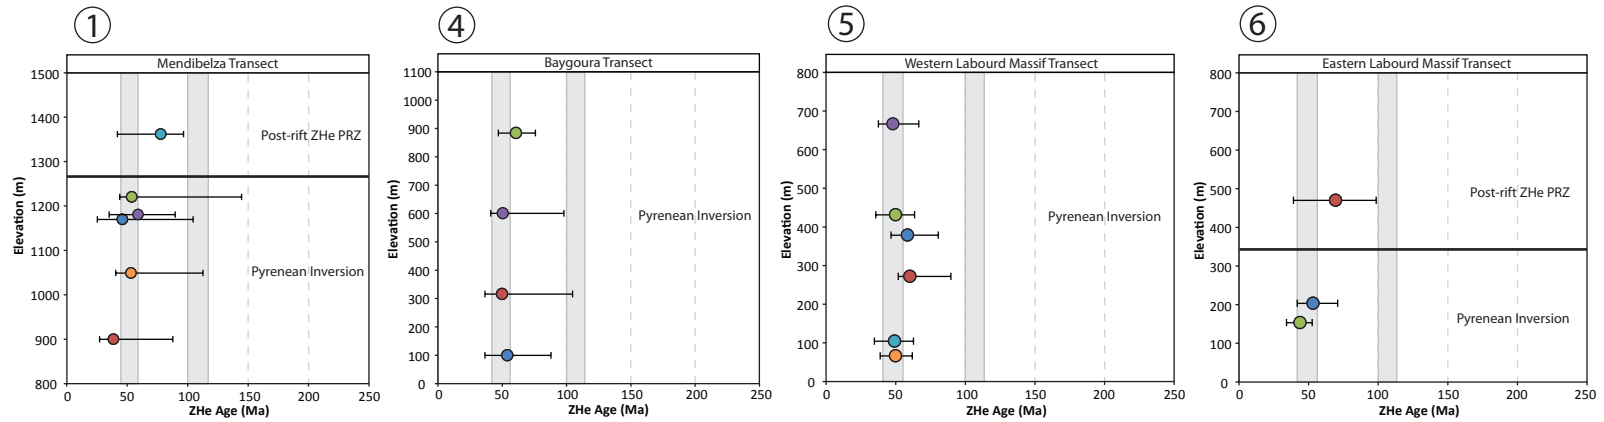 1
Mendibelza Transect
1500
1400
1300
1200
1100
1000
900
800
Elevation (m)
Post-rift ZHe PRZ
Pyrenean Inversion
0 50 100 150 200 250
ZHe Age (Ma)
4
Baygoura Transect
1100
1000
900
800
700
600
500
400
300
200
100
0
Elevation (m)
Pyrenean Inversion
0 50 100 150 200 250
ZHe Age (Ma)
5
Western Labourd Massif Transect
800
700
600
500
400
300
200
100
0
Elevation (m)
Pyrenean Inversion
0 50 100 150 200 250
ZHe Age (Ma)
6
Eastern Labourd Massif Transect
800
700
600
500
400
300
200
100
0
Elevation (m)
Post-rift ZHe PRZ
Pyrenean Inversion
0 50 100 150 200 250
ZHe Age (Ma)